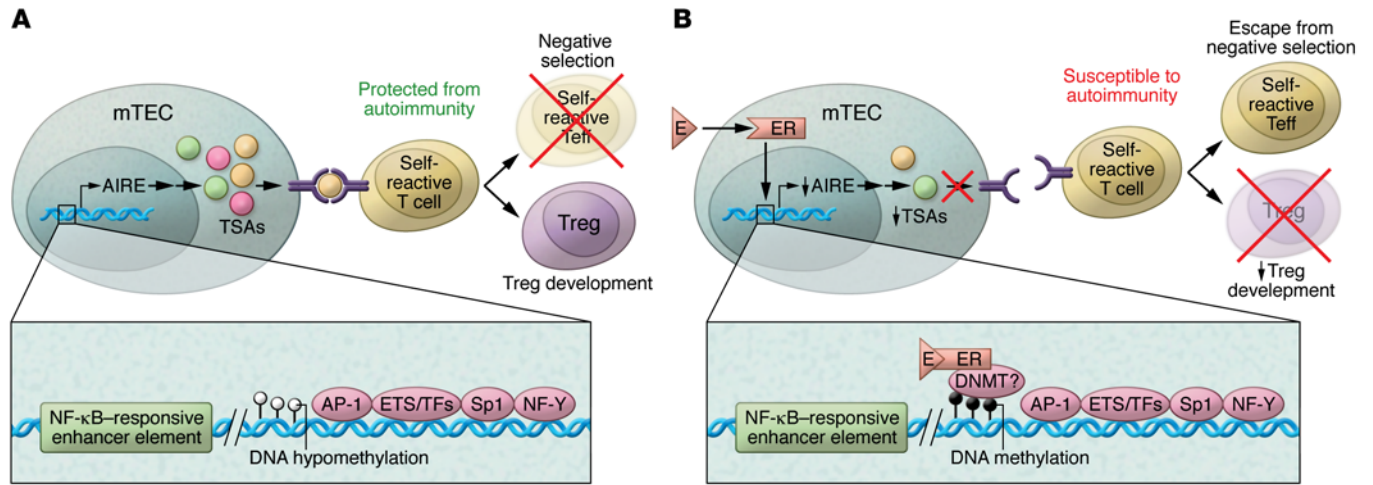 A
Negative
selection
Protected from
autoimmunity
Self-
reactive
Teff
mTEC
AIRE
TSAs
Self-
reactive
T cell
Treg
Treg development
NF-κB–responsive
enhancer element
AP-1
ETS/TFs
Sp1
NF-Y
DNA hypomethylation
B
Escape from
negative selection
Susceptible to
autoimmunity
Self-
reactive
Teff
E
ER
mTEC
↓AIRE
↓TSAs
Self-
reactive
T cell
Treg
↓Treg
develepment
E
ER
DNMT?
NF-κB–responsive
enhancer element
AP-1
ETS/TFs
Sp1
NF-Y
DNA methylation